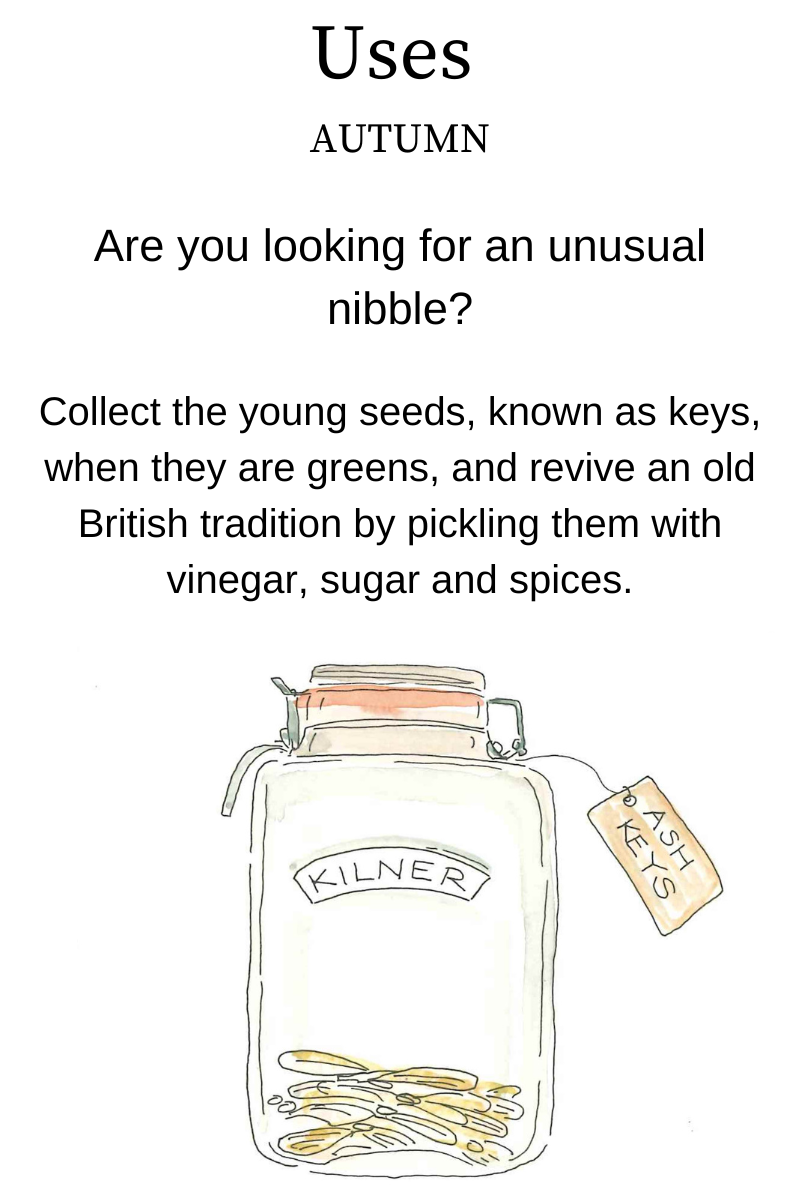 Uses
AUTUMN
Are you looking for an unusual
nibble?
Collect the young seeds, known as keys,
when they are greens, and revive an old
British tradition by pickling them with
vinegar, sugar and spices.
KILNER
ASH
KEYS